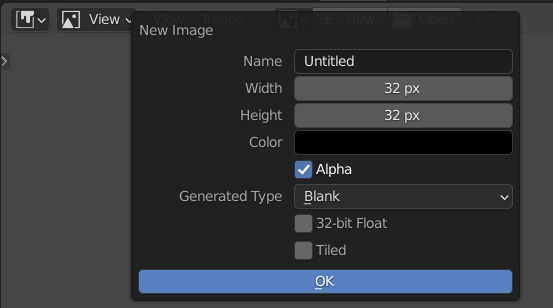 View View Image New Open
New Image
Name Untitled
Width 32 px
Height 32 px
Color
Alpha
Generated Type Blank
32-bit Float
Tiled
OK